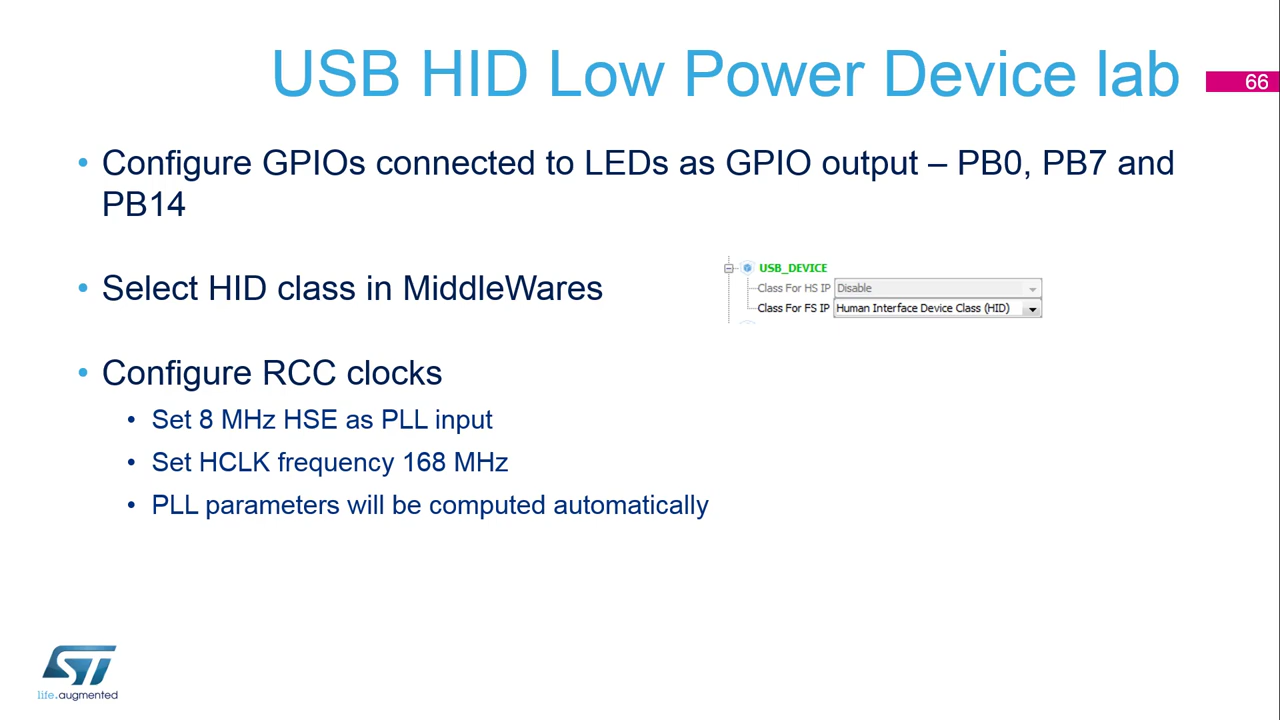 USB HID Low Power Device lab
66
• Configure GPIOs connected to LEDs as GPIO output – PB0, PB7 and
PB14
• Select HID class in MiddleWares
USB_DEVICE
Class For HS IP Disable
Class For FS IP Human Interface Device Class (HID)
• Configure RCC clocks
• Set 8 MHz HSE as PLL input
• Set HCLK frequency 168 MHz
• PLL parameters will be computed automatically
ST
life.augmented